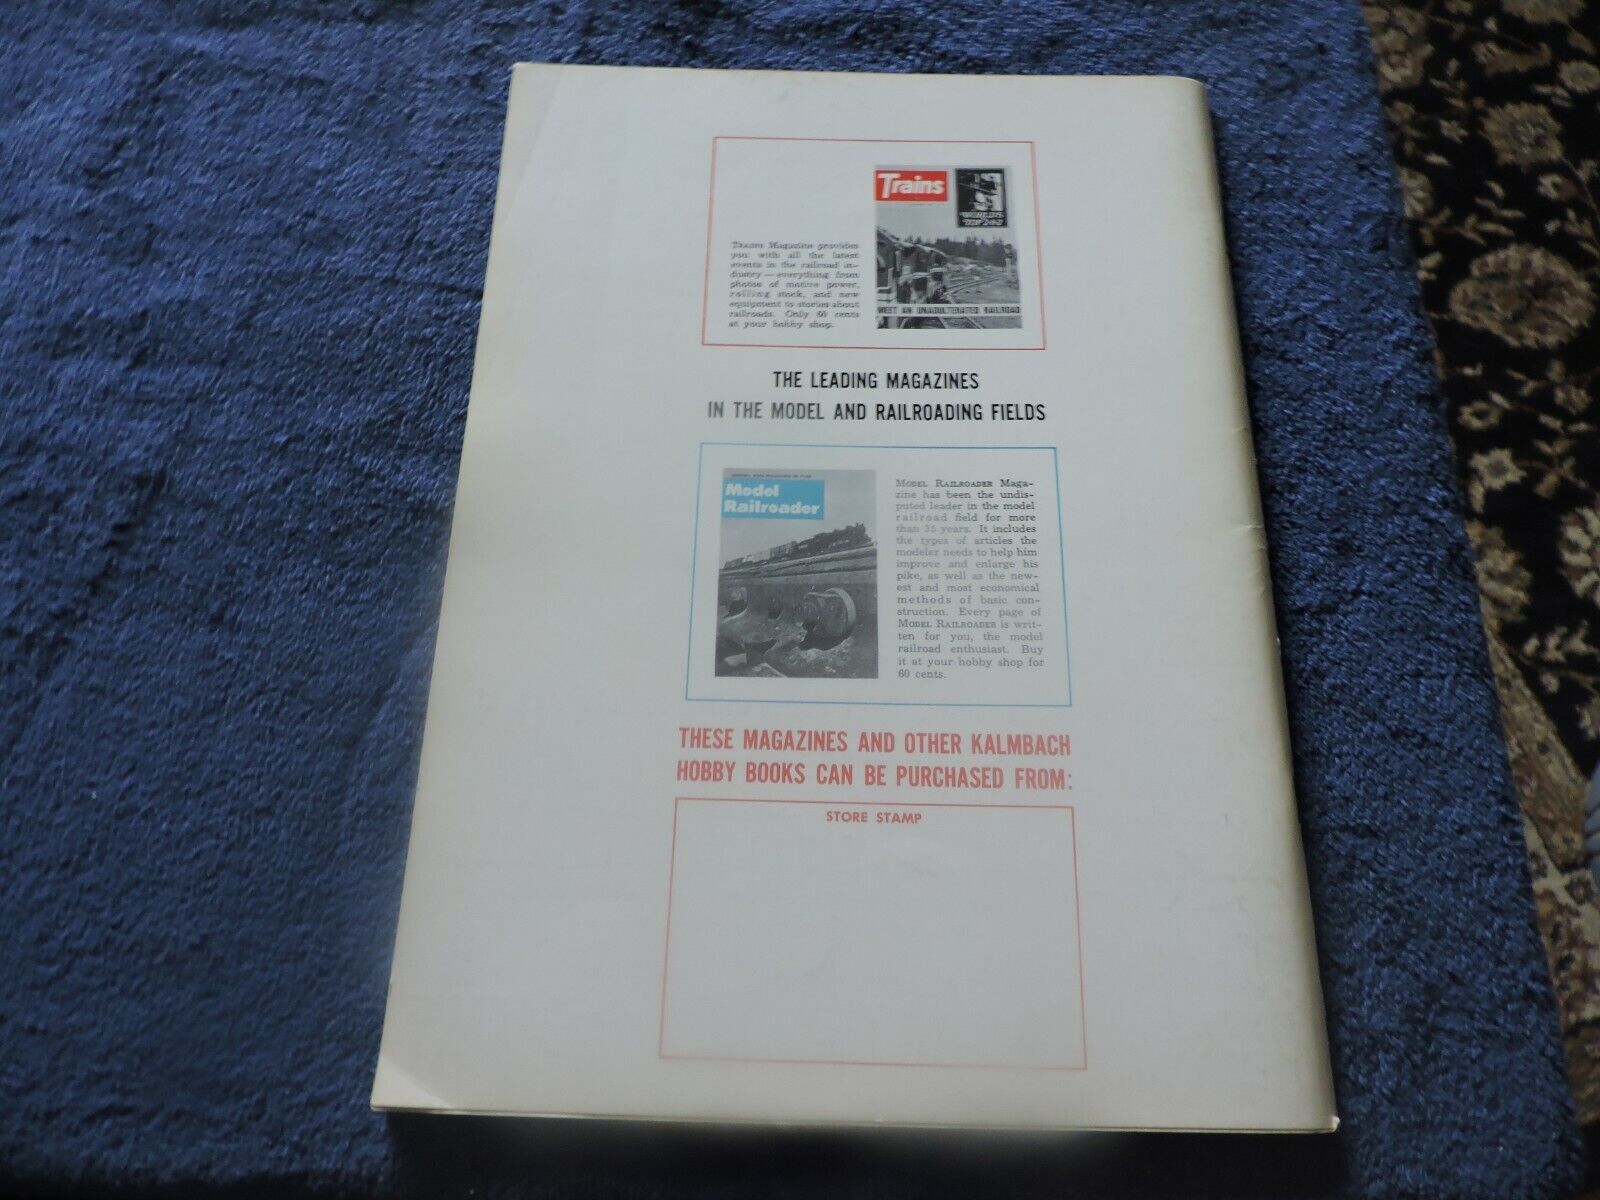 Trains
WORLD'S
TOP 2-8-2
TRAINS Magazine provides
you with all the latest
events in the railroad in-
dustry — everything from
photos of motive power,
rolling stock, and new
equipment to stories about
railroads. Only 60 cents
at your hobby shop.
MEET AN UNADULTERATED RAILROAD
THE LEADING MAGAZINES
IN THE MODEL AND RAILROADING FIELDS
Model
Railroader
MODEL RAILROADER Maga-
zine has been the undis-
puted leader in the model
railroad field for more
than 35 years. It includes
the types of articles the
modeler needs to help him
improve and enlarge his
pike, as well as the new-
est and most economical
methods of basic con-
struction. Every page of
MODEL RAILROADER is writ-
ten for you, the model
railroad enthusiast. Buy
it at your hobby shop for
60 cents.
THESE MAGAZINES AND OTHER KALMBACH
HOBBY BOOKS CAN BE PURCHASED FROM:
STORE STAMP